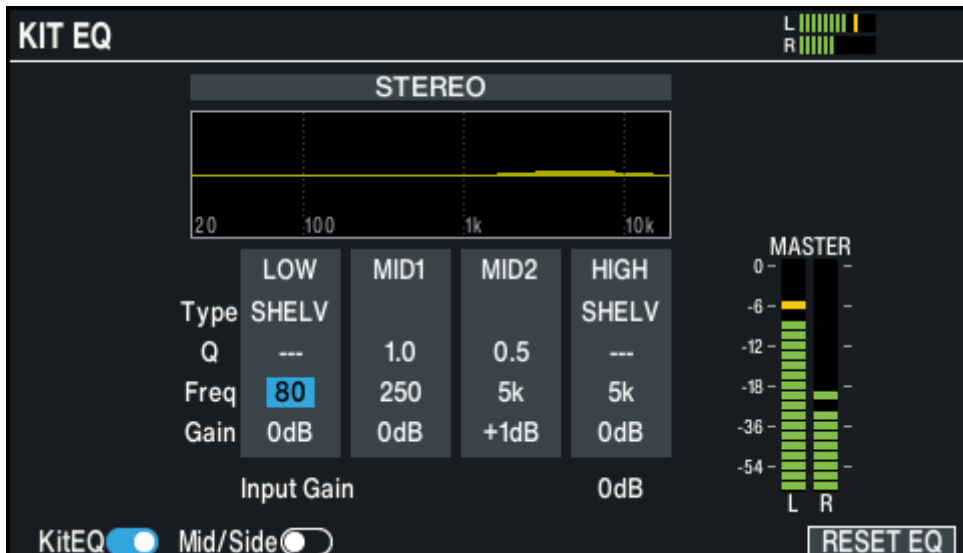 KIT EQ
L
R
STEREO
20 100 1k 10k
LOW MID1 MID2 HIGH
Type SHELV SHELV
Q --- 1.0 0.5 ---
Freq 80 250 5k 5k
Gain 0dB 0dB +1dB 0dB
Input Gain 0dB
MASTER
0
-6
-12
-18
-36
-54
L R
KitEQ Mid/Side RESET EQ